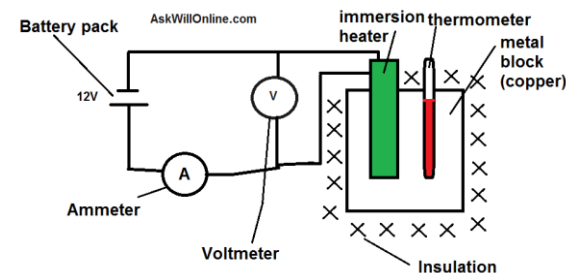 AskWillOnline.com
Battery pack
immersion
heater
thermometer
metal
block
(copper)
12V
V
A
Ammeter
Voltmeter
Insulation